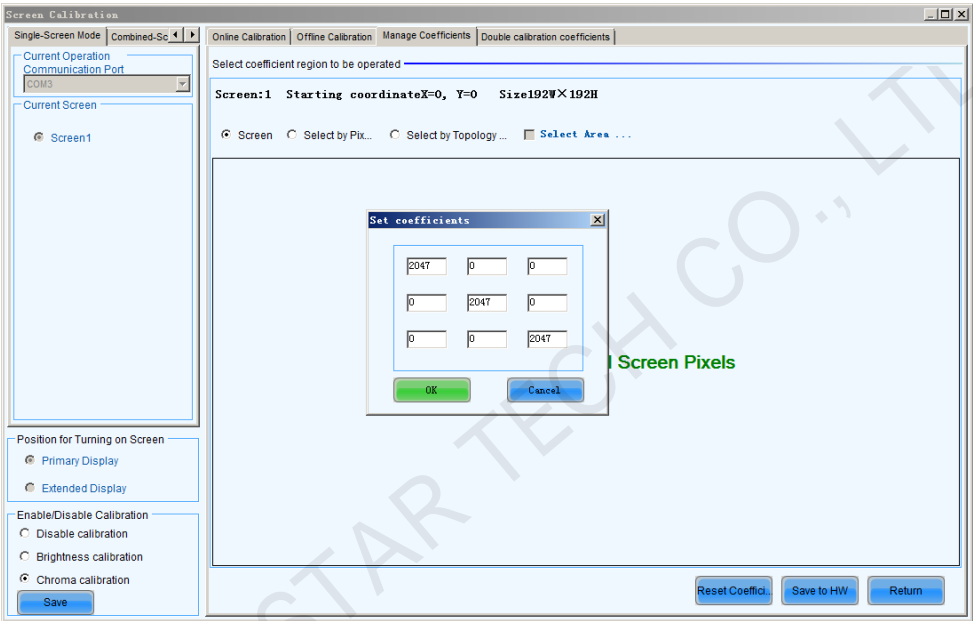 Screen Calibration
Single-Screen Mode Combined-Sc
Online Calibration Offline Calibration Manage Coefficients Double calibration coefficients
Current Operation
Communication Port
COM3
Current Screen
Screen1
Select coefficient region to be operated
Screen:1 Starting coordinateX=0, Y=0 Size192W×192H
Screen Select by Pix... Select by Topology ... Select Area ...
Set coefficients
2047 0 0
0 2047 0
0 0 2047
OK Cancel
Screen Pixels
Position for Turning on Screen
Primary Display
Extended Display
Enable/Disable Calibration
Disable calibration
Brightness calibration
Chroma calibration
Save
Reset Coeffici.. Save to HW Return
STAR TECH CO., LT